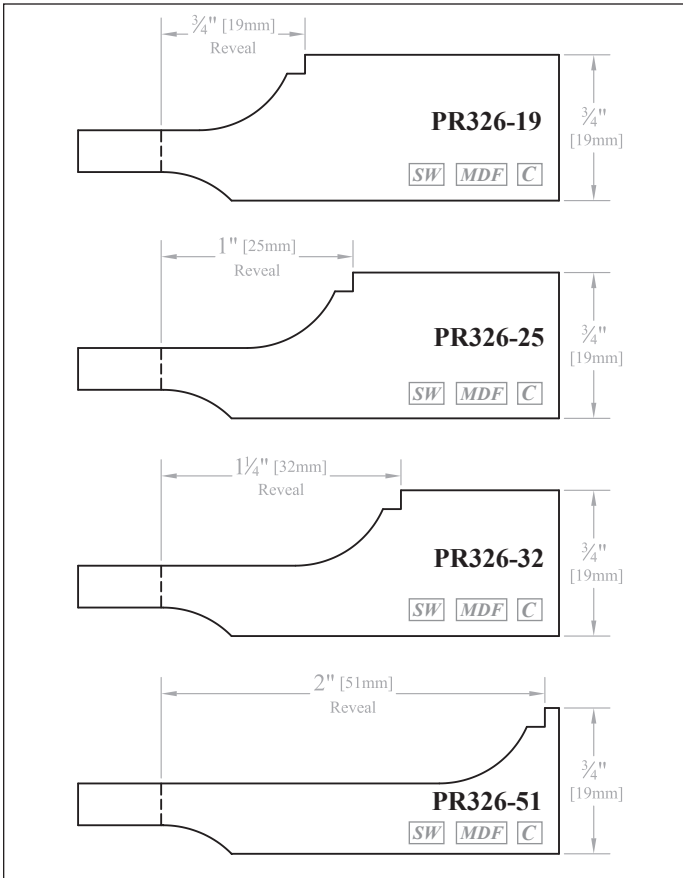 ¾" [19mm]
Reveal
PR326-19
¾"
[19mm]
SW MDF C
1" [25mm]
Reveal
PR326-25
¾"
[19mm]
SW MDF C
1¼" [32mm]
Reveal
PR326-32
¾"
[19mm]
SW MDF C
2" [51mm]
Reveal
PR326-51
¾"
[19mm]
SW MDF C